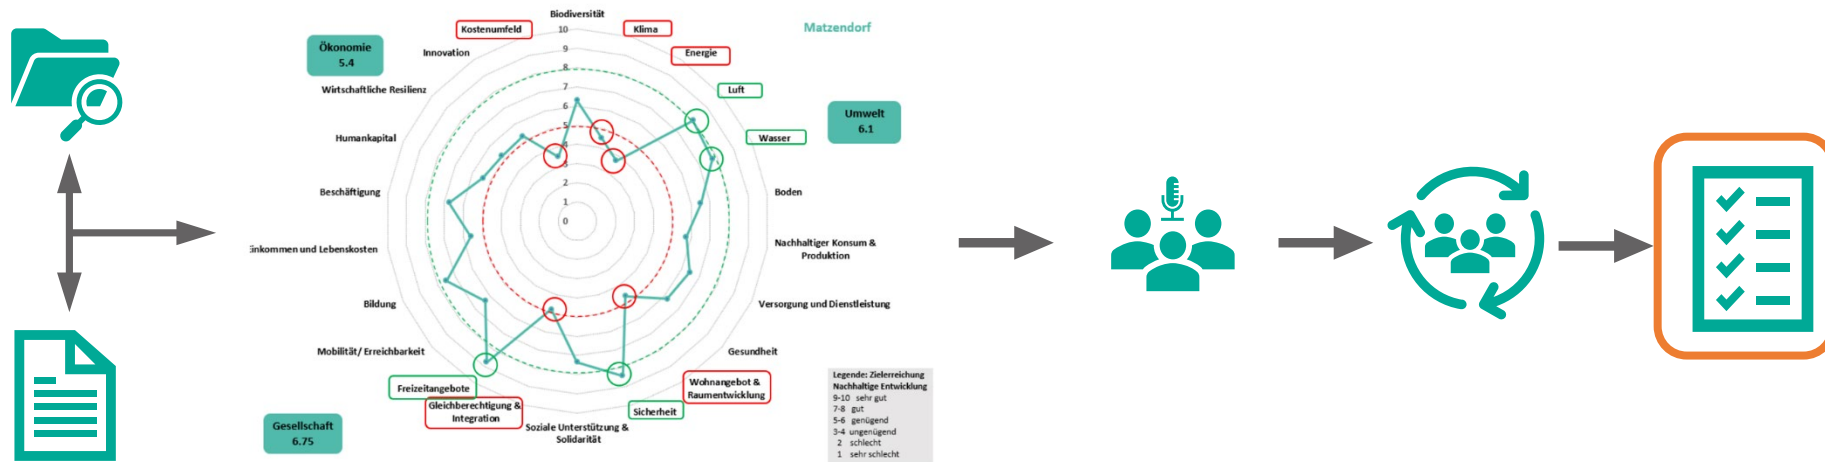 Matzendorf
Biodiversität
Klima
Energie
Luft
Wasser
Boden
Nachhaltiger Konsum &
Produktion
Versorgung und Dienstleistung
Gesundheit
Wohnangebot &
Raumentwicklung
Sicherheit
Soziale Unterstützung &
Solidarität
Gleichberechtigung &
Integration
Freizeitangebote
Mobilität/ Erreichbarkeit
Bildung
Einkommen und Lebenskosten
Beschäftigung
Humankapital
Wirtschaftliche Resilienz
Innovation
Kostenumfeld
10
9
8
7
6
5
4
3
2
1
0
Ökonomie
5.4
Umwelt
6.1
Gesellschaft
6.75
Legende: Zielerreichung
Nachhaltige Entwicklung
9-10 sehr gut
7-8 gut
5-6 genügend
3-4 ungenügend
2 schlecht
1 sehr schlecht